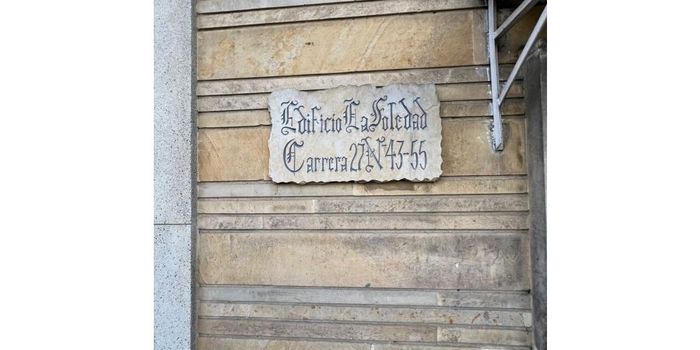 Edificio La Soledad
Carrera 27 Nº 43-55